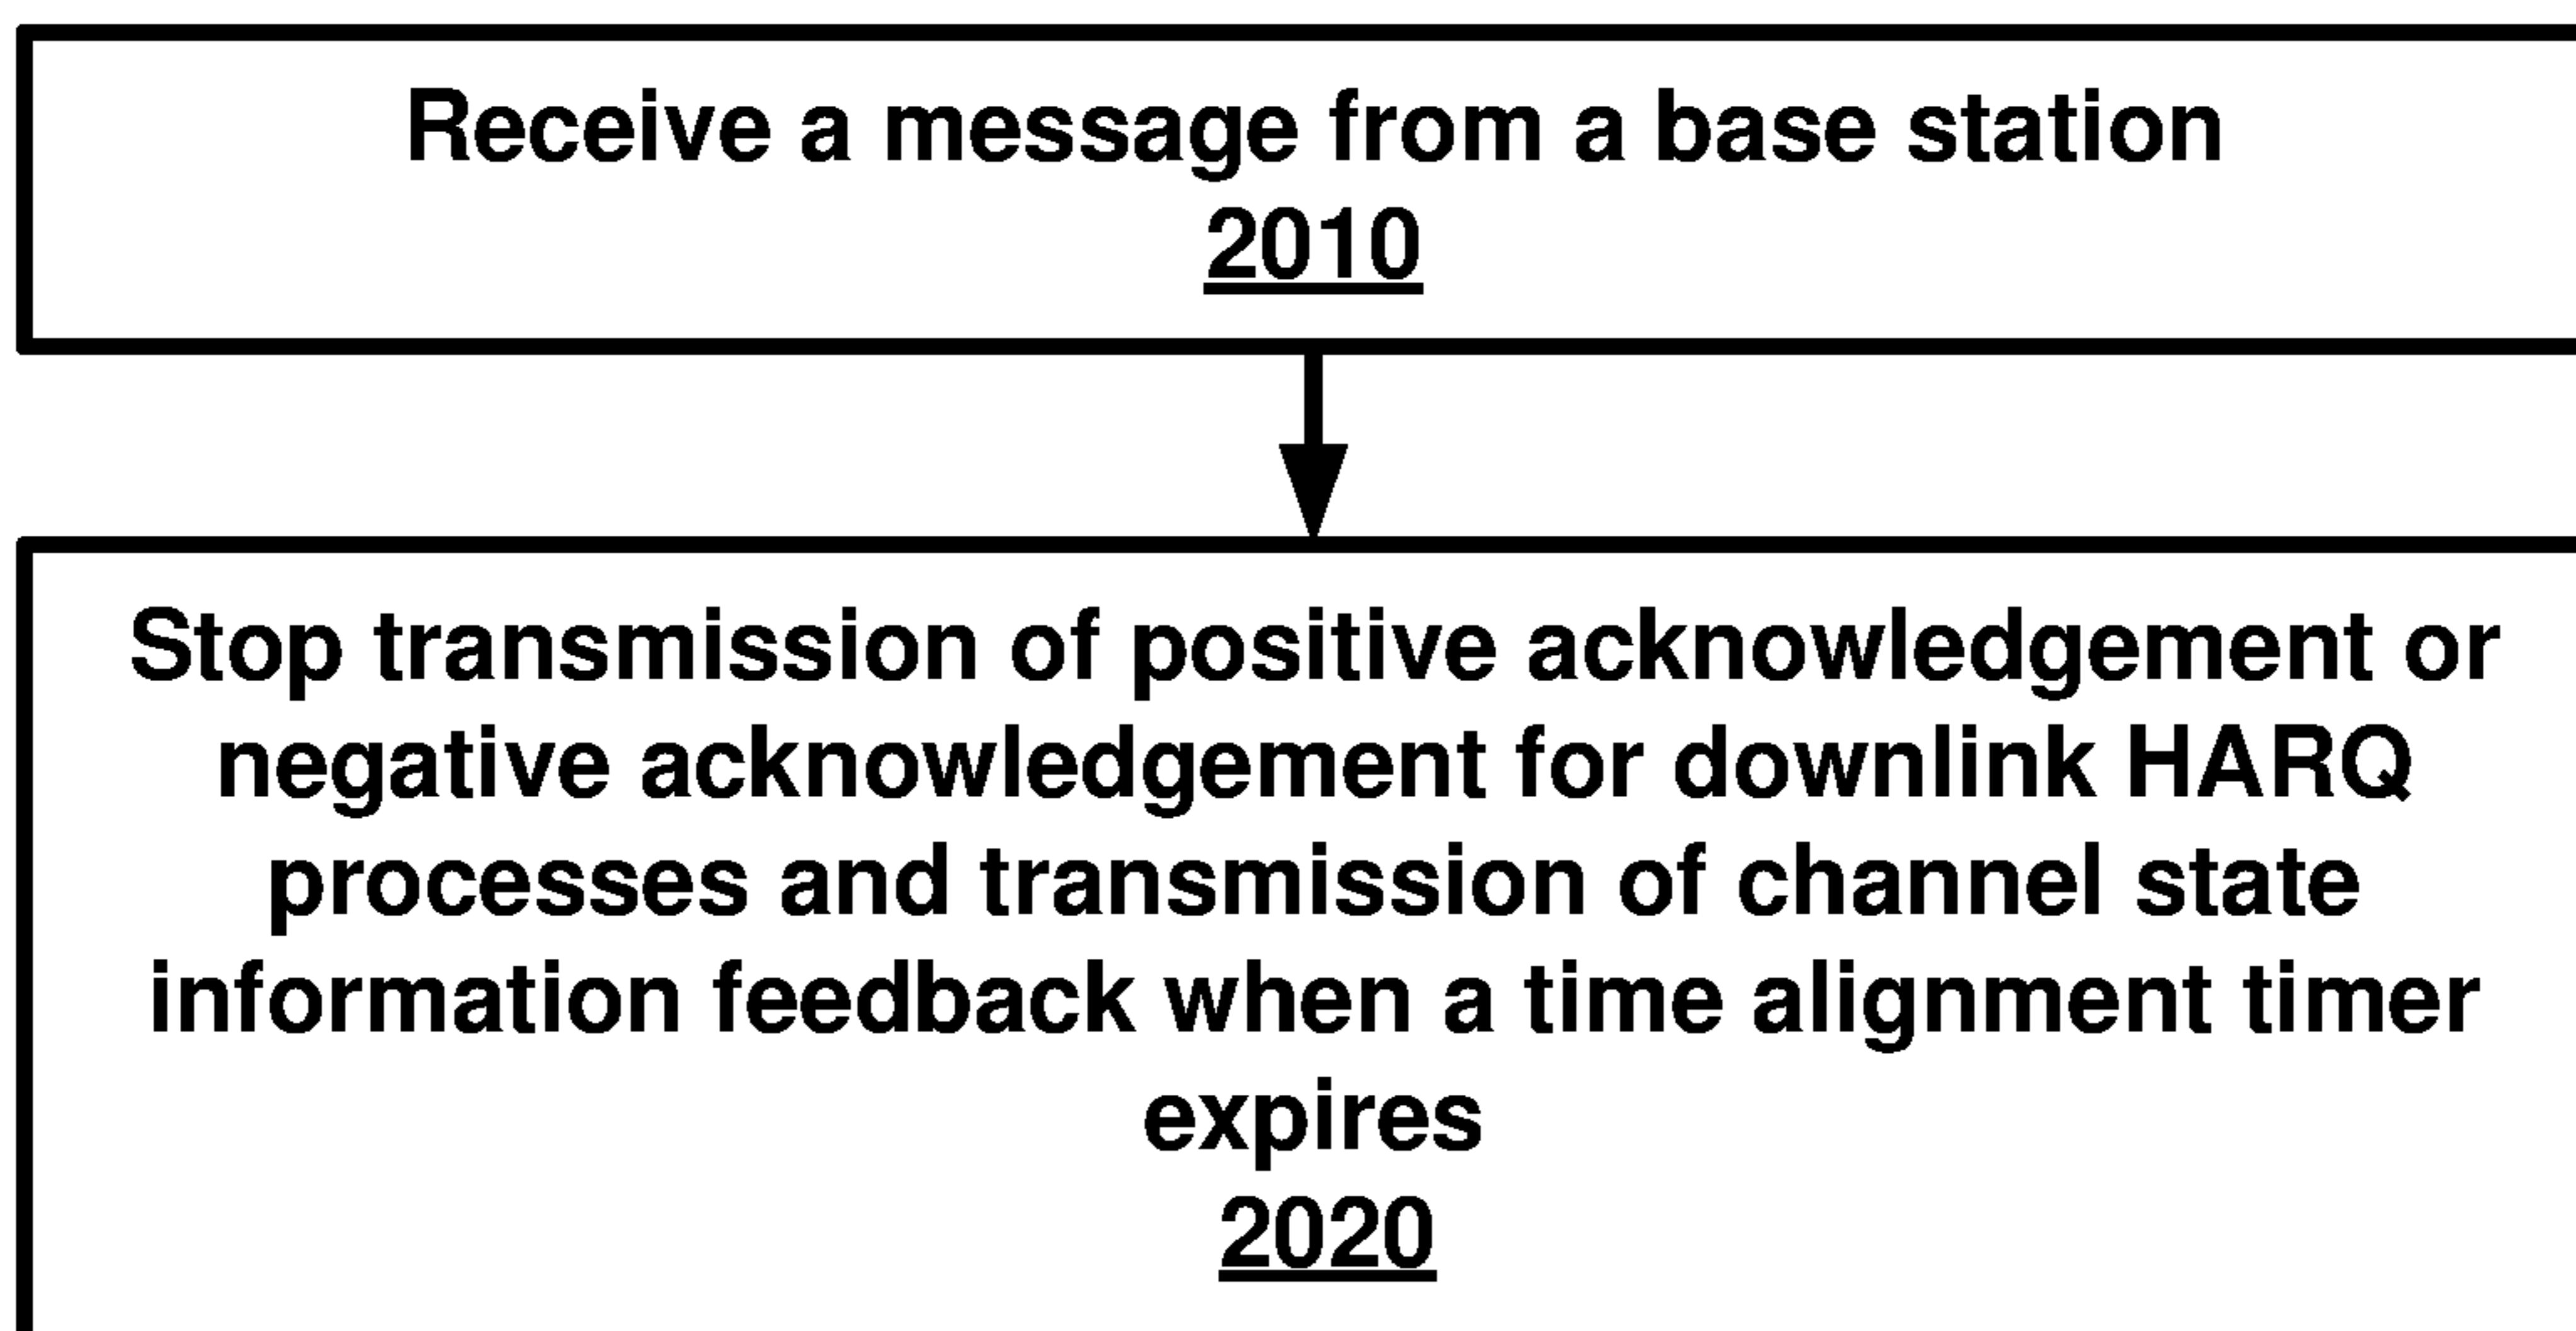 Receive a message from a base station
2010
Stop transmission of positive acknowledgement or
negative acknowledgement for downlink HARQ
processes and transmission of channel state
information feedback when a time alignment timer
expires
2020